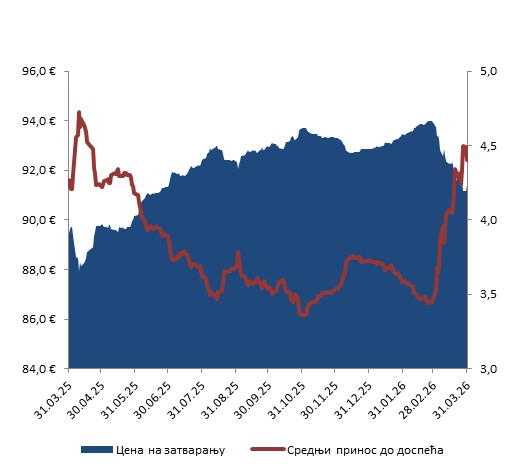 96,0 € 5,0
94,0 € 4,5
92,0 €
90,0 € 4,0
88,0 €
86,0 € 3,5
84,0 € 3,0
31.03.25 30.04.25 31.05.25 30.06.25 31.07.25 31.08.25 30.09.25 31.10.25 30.11.25 31.12.25 31.01.26 28.02.26 31.03.26
Цена на затварању Средњи принос до доспећа